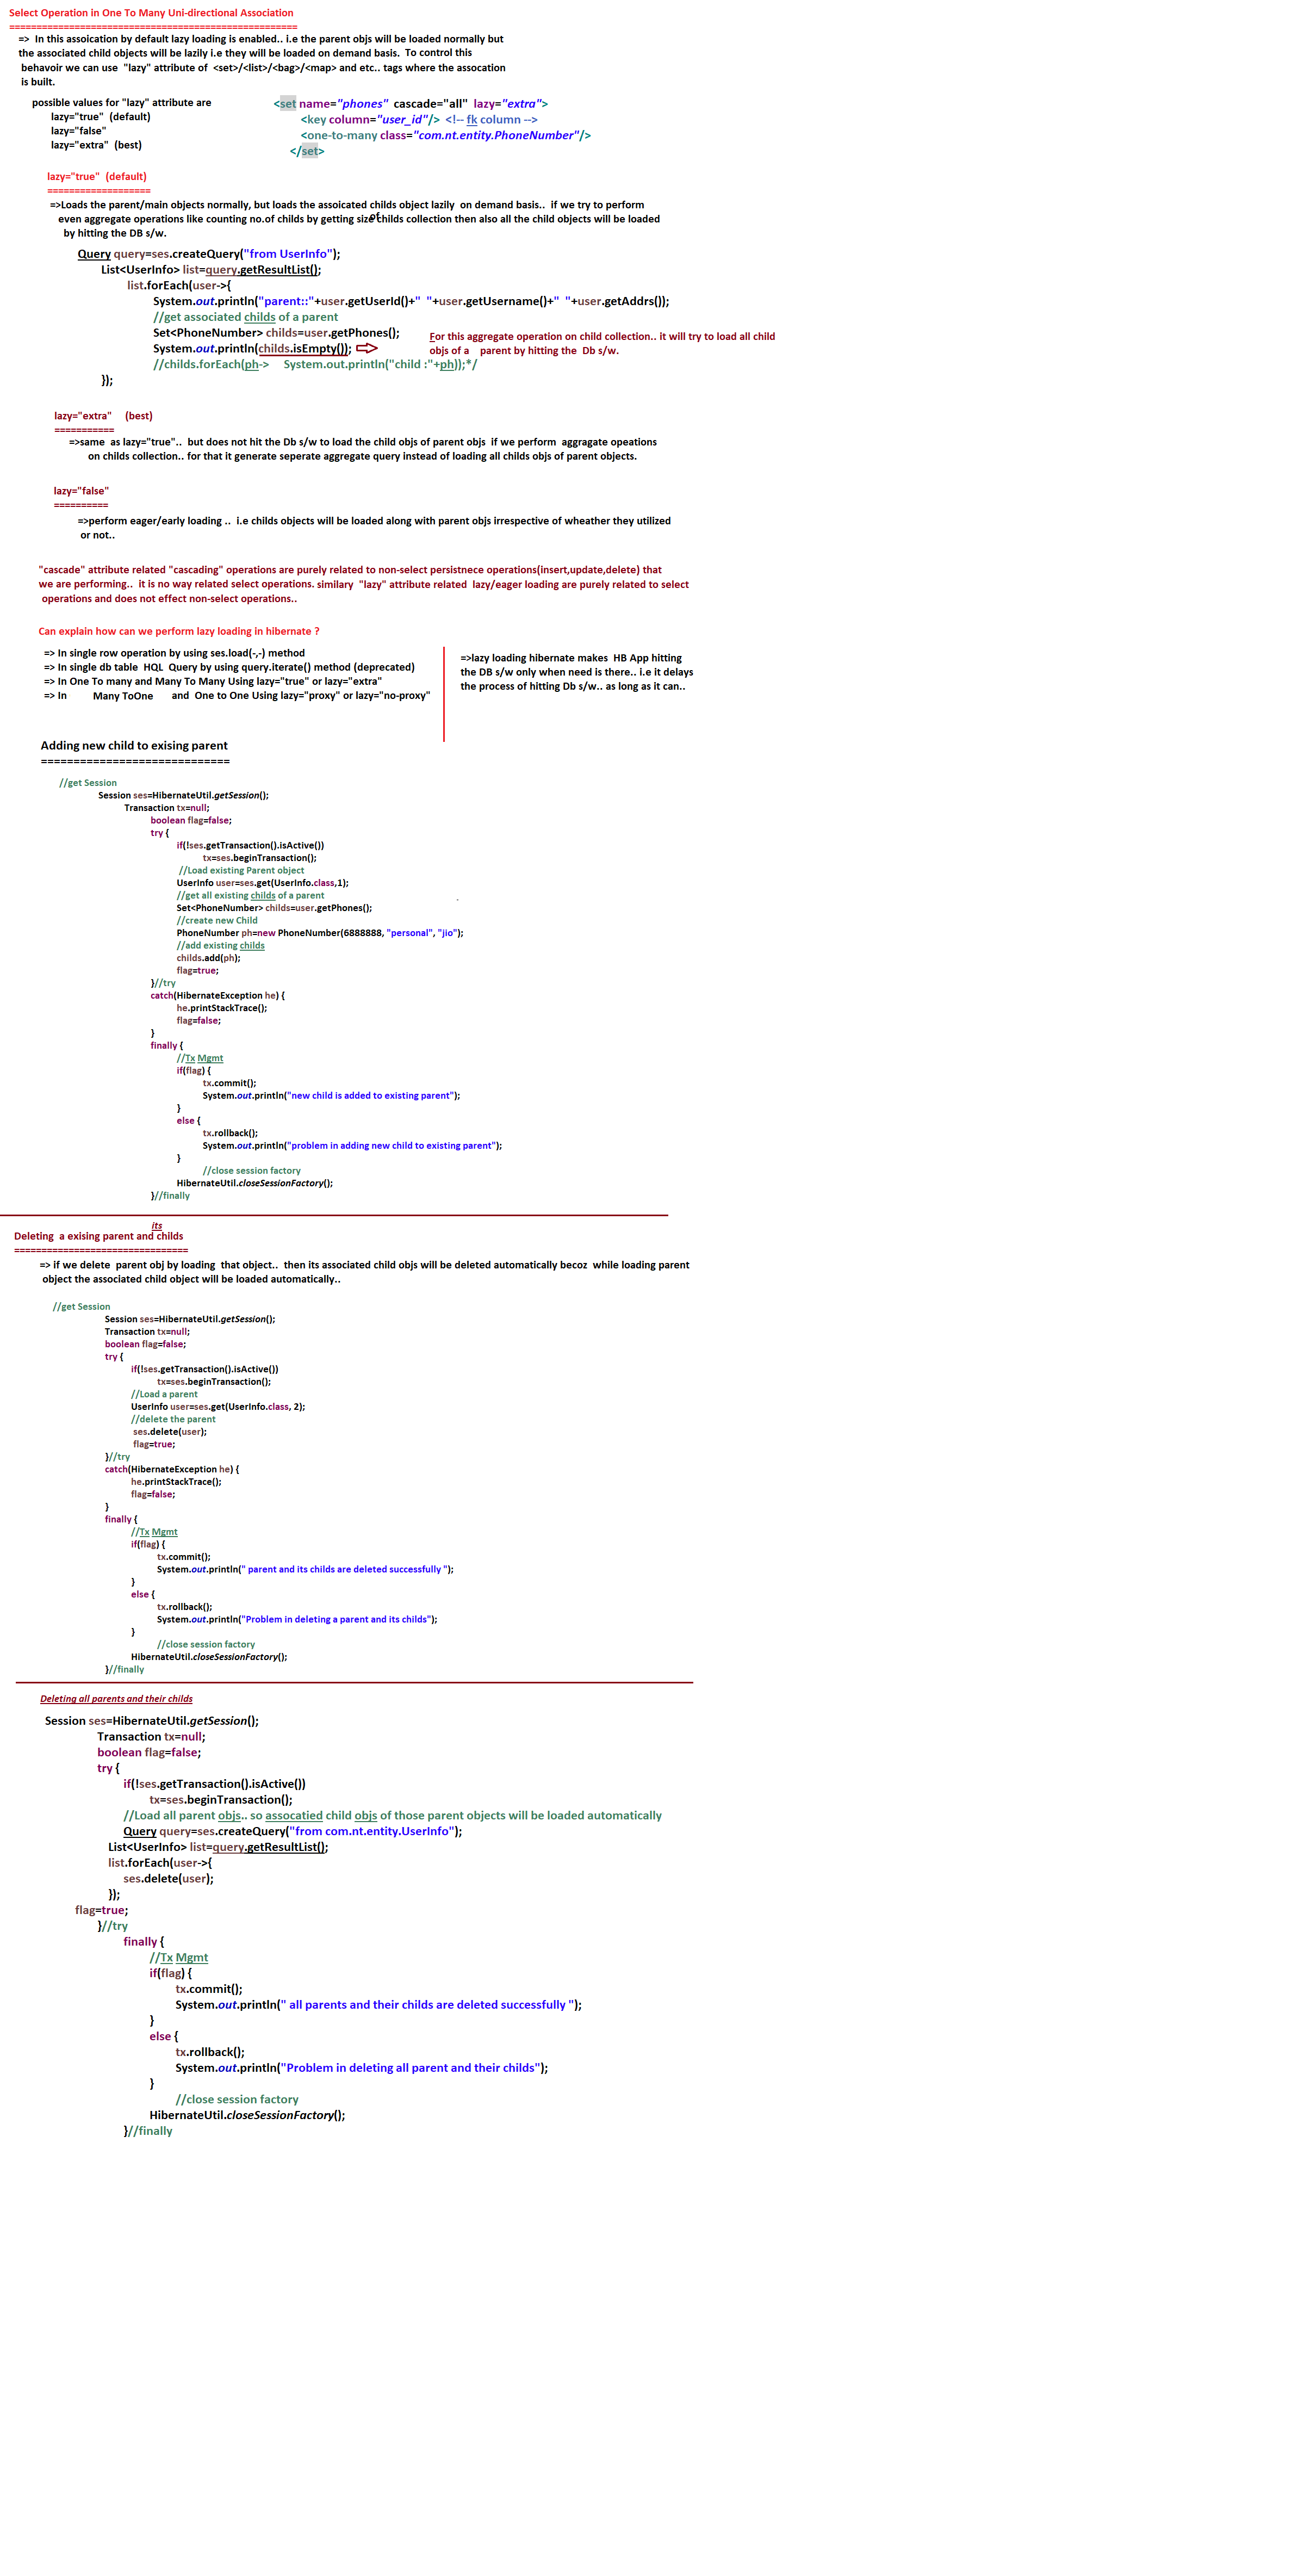 Select Operation in One To Many Uni-directional Association
=====================================================
=> In this assoication by default lazy loading is enabled.. i.e the parent objs will be loaded normally but
the associated child objects will be lazily i.e they will be loaded on demand basis. To control this
behavoir we can use "lazy" attribute of <set>/<list>/<bag>/<map> and etc.. tags where the assocation
is built.
possible values for "lazy" attribute are
lazy="true" (default)
lazy="false"
lazy="extra" (best)
<set name="phones" cascade="all" lazy="extra">
<key column="user_id"/> <!-- fk column -->
<one-to-many class="com.nt.entity.PhoneNumber"/>
</set>
lazy="true" (default)
===================
=>Loads the parent/main objects normally, but loads the assoicated childs object lazily on demand basis.. if we try to perform
even aggregate operations like counting no.of childs by getting size of childs collection then also all the child objects will be loaded
by hitting the DB s/w.
Query query=ses.createQuery("from UserInfo");
List<UserInfo> list=query.getResultList();
list.forEach(user->{
System.out.println("parent::"+user.getUserId()+" "+user.getUsername()+" "+user.getAddrs());
//get associated childs of a parent
Set<PhoneNumber> childs=user.getPhones();
System.out.println(childs.isEmpty());
//childs.forEach(ph-> System.out.println("child :"+ph));*/
});
For this aggregate operation on child collection.. it will try to load all child
objs of a parent by hitting the Db s/w.
lazy="extra" (best)
===========
=>same as lazy="true".. but does not hit the Db s/w to load the child objs of parent objs if we perform aggragate opeations
on childs collection.. for that it generate seperate aggregate query instead of loading all childs objs of parent objects.
lazy="false"
==========
=>perform eager/early loading .. i.e childs objects will be loaded along with parent objs irrespective of wheather they utilized
or not..
"cascade" attribute related "cascading" operations are purely related to non-select persistnece operations(insert,update,delete) that
we are performing.. it is no way related select operations. similary "lazy" attribute related lazy/eager loading are purely related to select
operations and does not effect non-select operations..
Can explain how can we perform lazy loading in hibernate ?
=> In single row operation by using ses.load(-,-) method
=> In single db table HQL Query by using query.iterate() method (deprecated)
=> In One To many and Many To Many Using lazy="true" or lazy="extra"
=> In Many ToOne and One to One Using lazy="proxy" or lazy="no-proxy"
=>lazy loading hibernate makes HB App hitting
the DB s/w only when need is there.. i.e it delays
the process of hitting Db s/w.. as long as it can..
Adding new child to exising parent
=============================
//get Session
Session ses=HibernateUtil.getSession();
Transaction tx=null;
boolean flag=false;
try {
if(!ses.getTransaction().isActive())
tx=ses.beginTransaction();
//Load existing Parent object
UserInfo user=ses.get(UserInfo.class,1);
//get all existing childs of a parent
Set<PhoneNumber> childs=user.getPhones();
//create new Child
PhoneNumber ph=new PhoneNumber(6888888, "personal", "jio");
//add existing childs
childs.add(ph);
flag=true;
}//try
catch(HibernateException he) {
he.printStackTrace();
flag=false;
}
finally {
//Tx Mgmt
if(flag) {
tx.commit();
System.out.println("new child is added to existing parent");
}
else {
tx.rollback();
System.out.println("problem in adding new child to existing parent");
}
//close session factory
HibernateUtil.closeSessionFactory();
}//finally
its
Deleting a exising parent and childs
================================
=> if we delete parent obj by loading that object.. then its associated child objs will be deleted automatically becoz while loading parent
object the associated child object will be loaded automatically..
//get Session
Session ses=HibernateUtil.getSession();
Transaction tx=null;
boolean flag=false;
try {
if(!ses.getTransaction().isActive())
tx=ses.beginTransaction();
//Load a parent
UserInfo user=ses.get(UserInfo.class, 2);
//delete the parent
ses.delete(user);
flag=true;
}//try
catch(HibernateException he) {
he.printStackTrace();
flag=false;
}
finally {
//Tx Mgmt
if(flag) {
tx.commit();
System.out.println(" parent and its childs are deleted successfully ");
}
else {
tx.rollback();
System.out.println("Problem in deleting a parent and its childs");
}
//close session factory
HibernateUtil.closeSessionFactory();
}//finally
Deleting all parents and their childs
Session ses=HibernateUtil.getSession();
Transaction tx=null;
boolean flag=false;
try {
if(!ses.getTransaction().isActive())
tx=ses.beginTransaction();
//Load all parent objs.. so assocatied child objs of those parent objects will be loaded automatically
Query query=ses.createQuery("from com.nt.entity.UserInfo");
List<UserInfo> list=query.getResultList();
list.forEach(user->{
ses.delete(user);
});
flag=true;
}//try
finally {
//Tx Mgmt
if(flag) {
tx.commit();
System.out.println(" all parents and their childs are deleted successfully ");
}
else {
tx.rollback();
System.out.println("Problem in deleting all parent and their childs");
}
//close session factory
HibernateUtil.closeSessionFactory();
}//finally